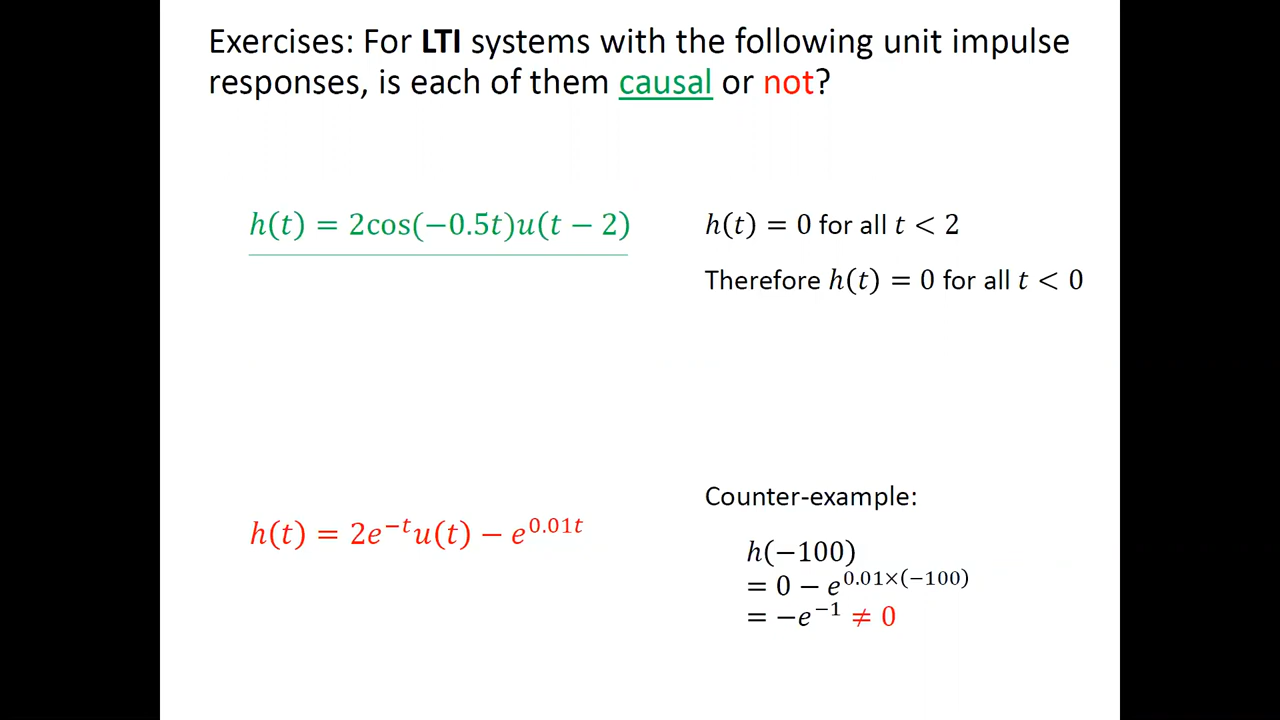 Exercises: For LTI systems with the following unit impulse
responses, is each of them causal or not?
h(t) = 2cos(−0.5t)u(t − 2)
h(t) = 0 for all t < 2
Therefore h(t) = 0 for all t < 0
h(t) = 2e^{−t}u(t) − e^{0.01t}
Counter-example:
h(−100)
= 0 − e^{0.01×(−100)}
= −e^{−1} ≠ 0